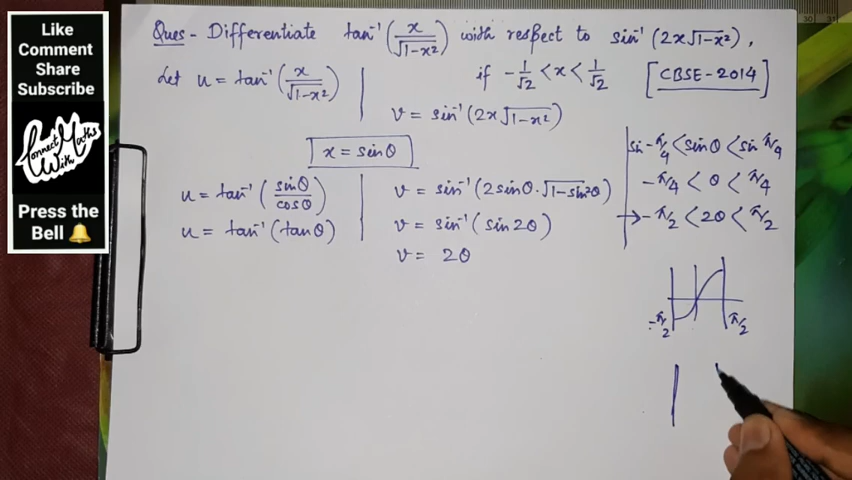 Like
Comment
Share
Subscribe
Connect
With
Maths
Press the
Bell 🔔
Ques - Differentiate tan⁻¹(x/√(1-x²)) with respect to sin⁻¹(2x√(1-x²)),
if -1/√2 < x < 1/√2 [CBSE-2014]
Let u = tan⁻¹(x/√(1-x²))
v = sin⁻¹(2x√(1-x²))
x = sinθ
u = tan⁻¹(sinθ/cosθ)
u = tan⁻¹(tanθ)
v = sin⁻¹(2sinθ·√(1-sin²θ))
v = sin⁻¹(sin2θ)
v = 2θ
sin -π/4 < sinθ < sin π/4
-π/4 < θ < π/4
→ -π/2 < 2θ < π/2
-π/2 π/2